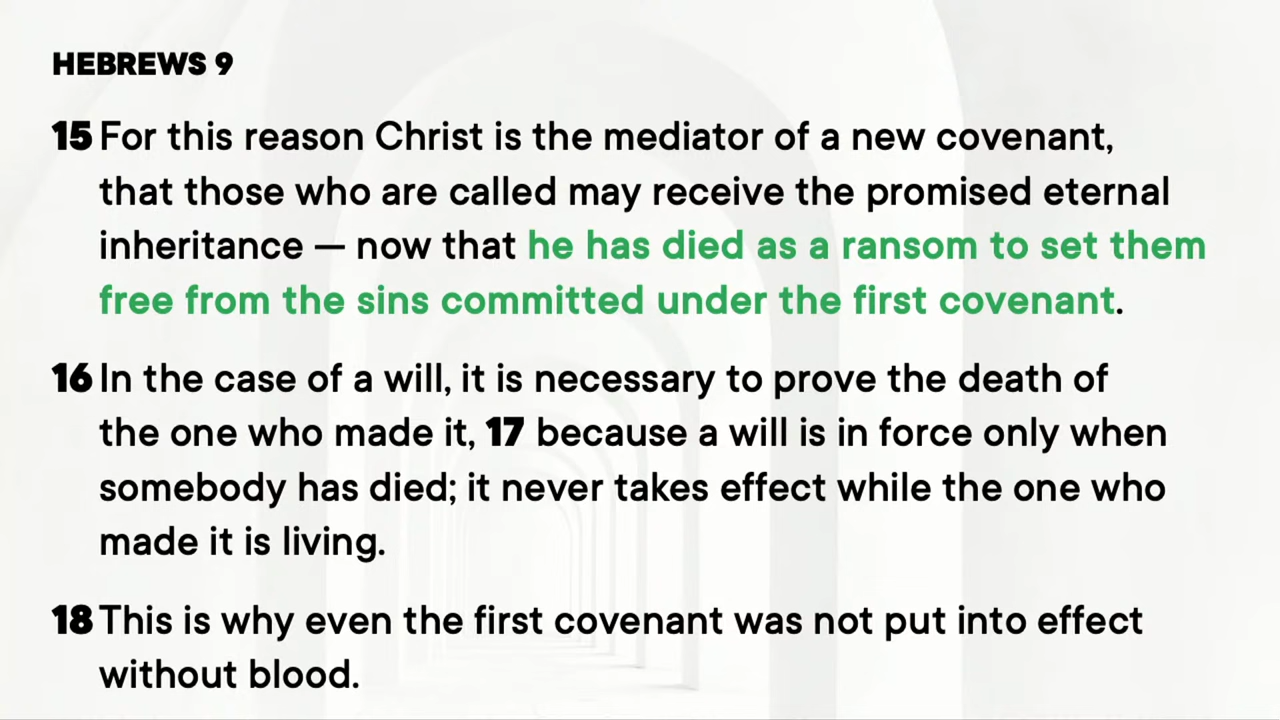 HEBREWS 9
15 For this reason Christ is the mediator of a new covenant,
that those who are called may receive the promised eternal
inheritance — now that he has died as a ransom to set them
free from the sins committed under the first covenant.
16 In the case of a will, it is necessary to prove the death of
the one who made it, 17 because a will is in force only when
somebody has died; it never takes effect while the one who
made it is living.
18 This is why even the first covenant was not put into effect
without blood.